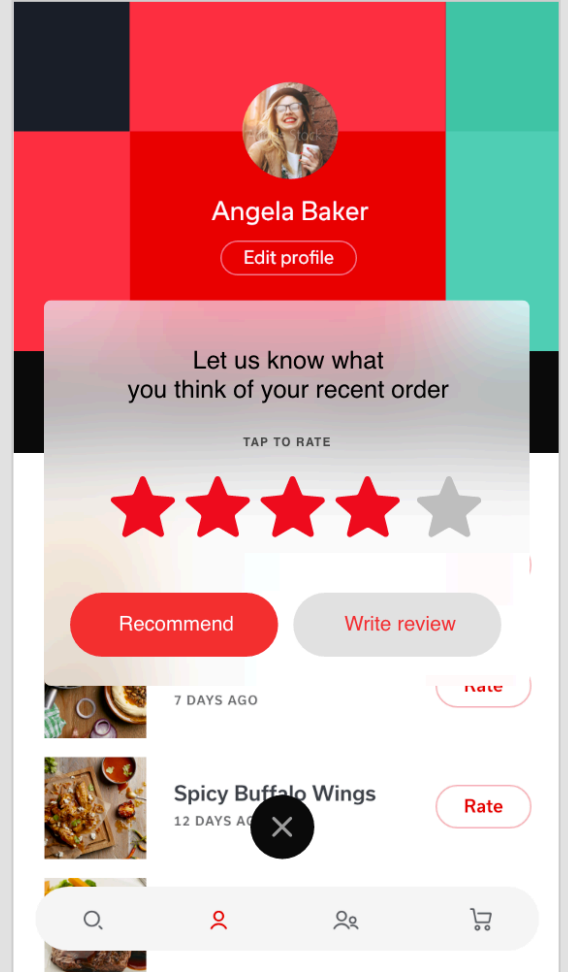 Angela Baker
Edit profile
Let us know what
you think of your recent order
TAP TO RATE
Recommend
Write review
7 DAYS AGO
Rate
Spicy Buffalo Wings
12 DAYS AGO
Rate